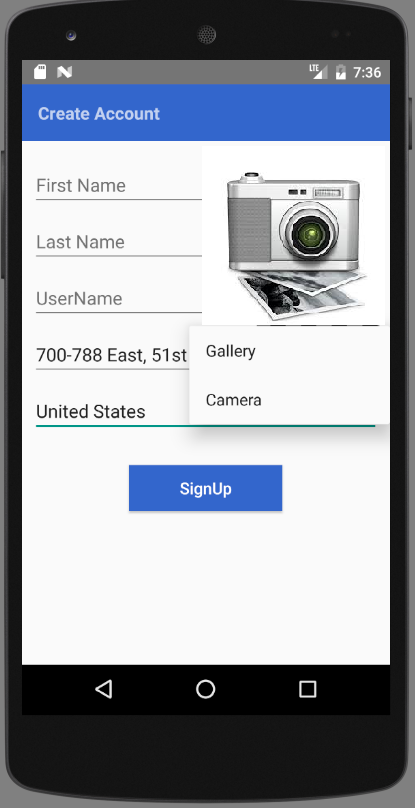 LTE 7:36
Create Account
First Name
Last Name
UserName
700-788 East, 51st
Gallery
Camera
United States
SignUp